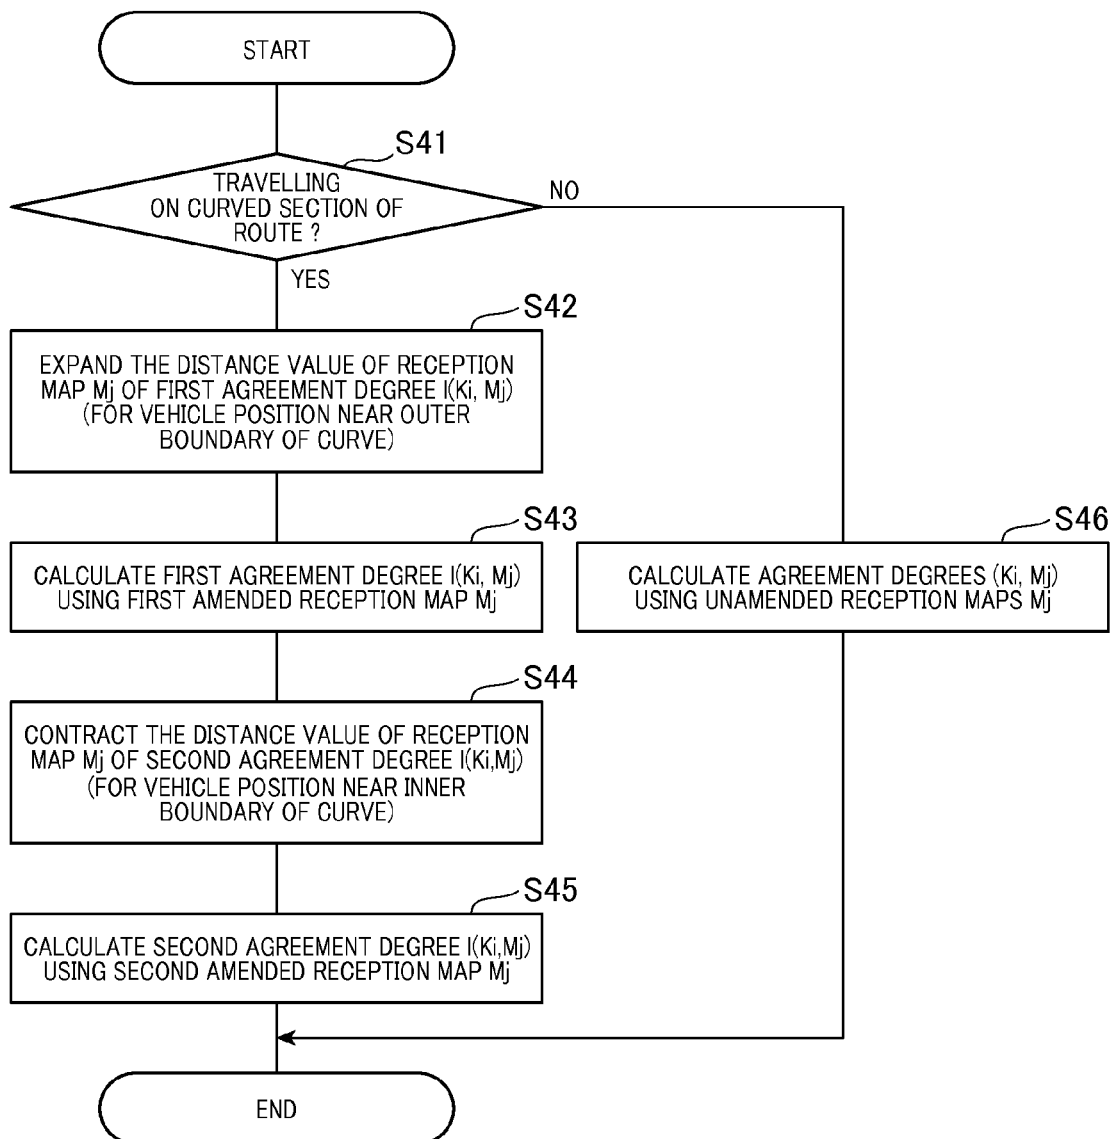 START
S41
TRAVELLING
ON CURVED SECTION OF
ROUTE ?
NO
YES
S42
EXPAND THE DISTANCE VALUE OF RECEPTION
MAP Mj OF FIRST AGREEMENT DEGREE I(Ki, Mj)
(FOR VEHICLE POSITION NEAR OUTER
BOUNDARY OF CURVE)
S43
CALCULATE FIRST AGREEMENT DEGREE I(Ki, Mj)
USING FIRST AMENDED RECEPTION MAP Mj
S46
CALCULATE AGREEMENT DEGREES (Ki, Mj)
USING UNAMENDED RECEPTION MAPS Mj
S44
CONTRACT THE DISTANCE VALUE OF RECEPTION
MAP Mj OF SECOND AGREEMENT DEGREE I(Ki,Mj)
(FOR VEHICLE POSITION NEAR INNER
BOUNDARY OF CURVE)
S45
CALCULATE SECOND AGREEMENT DEGREE I(Ki,Mj)
USING SECOND AMENDED RECEPTION MAP Mj
END